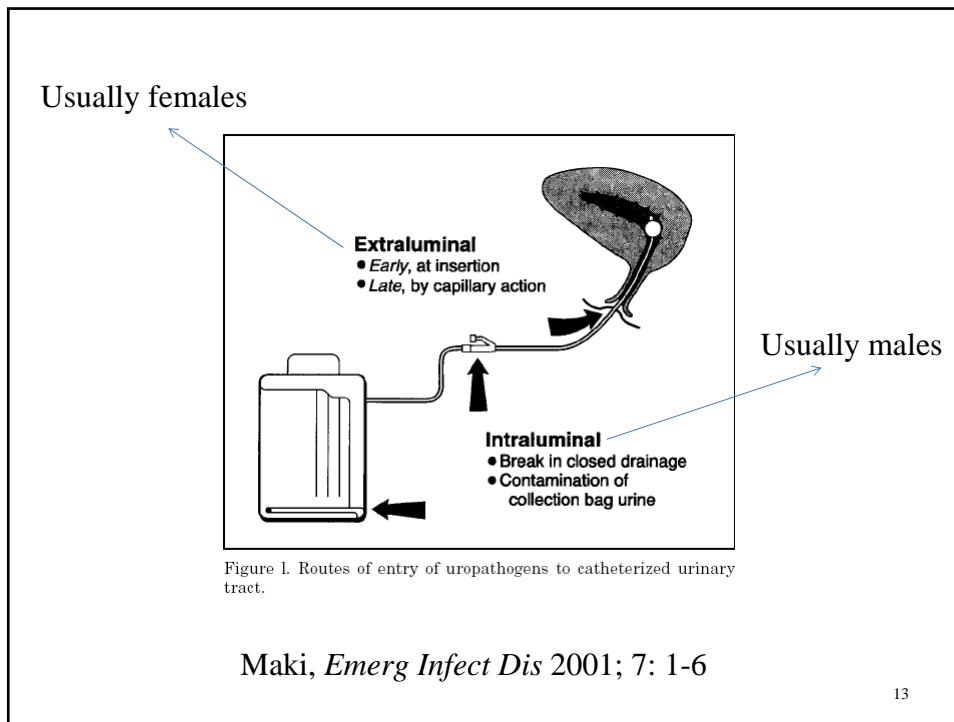 Usually females
Extraluminal
• Early, at insertion
• Late, by capillary action
Usually males
Intraluminal
• Break in closed drainage
• Contamination of
collection bag urine
Figure 1. Routes of entry of uropathogens to catheterized urinary
tract.
Maki, Emerg Infect Dis 2001; 7: 1-6
13